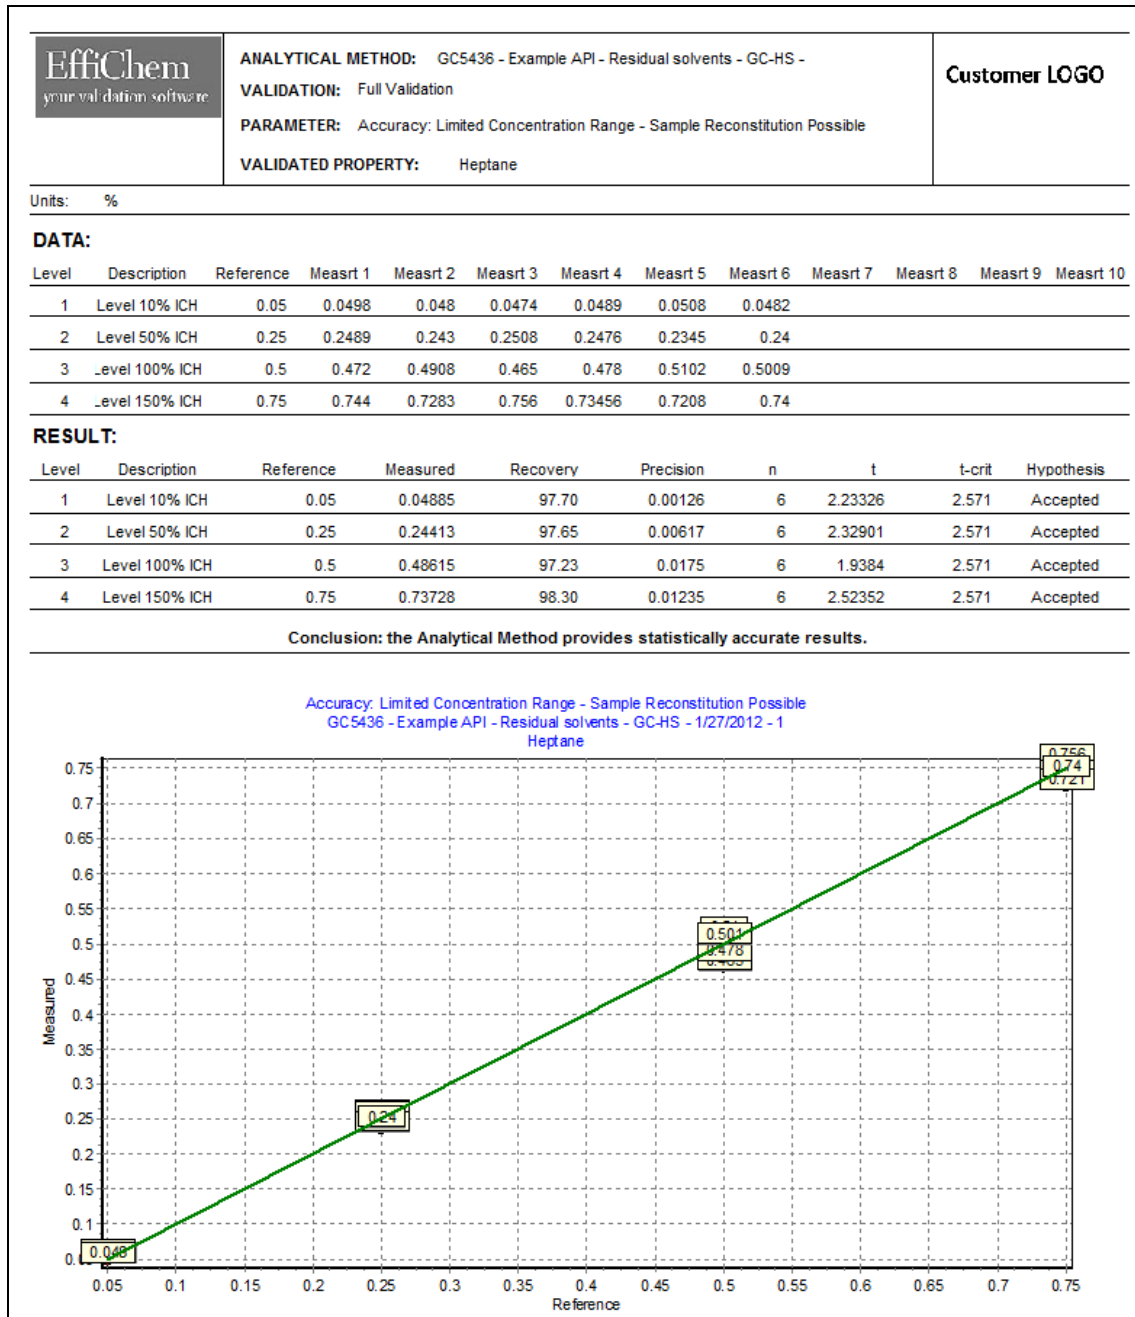 EffiChem
your validation software
ANALYTICAL METHOD: GC5436 - Example API - Residual solvents - GC-HS -
VALIDATION: Full Validation
PARAMETER: Accuracy: Limited Concentration Range - Sample Reconstitution Possible
VALIDATED PROPERTY: Heptane
Customer LOGO
Units: %
DATA:
Level Description Reference Measrt 1 Measrt 2 Measrt 3 Measrt 4 Measrt 5 Measrt 6 Measrt 7 Measrt 8 Measrt 9 Measrt 10
1 Level 10% ICH 0.05 0.0498 0.048 0.0474 0.0489 0.0508 0.0482
2 Level 50% ICH 0.25 0.2489 0.243 0.2508 0.2476 0.2345 0.24
3 Level 100% ICH 0.5 0.472 0.4908 0.465 0.478 0.5102 0.5009
4 Level 150% ICH 0.75 0.744 0.7283 0.756 0.73456 0.7208 0.74
RESULT:
Level Description Reference Measured Recovery Precision n t t-crit Hypothesis
1 Level 10% ICH 0.05 0.04885 97.70 0.00126 6 2.23326 2.571 Accepted
2 Level 50% ICH 0.25 0.24413 97.65 0.00617 6 2.32901 2.571 Accepted
3 Level 100% ICH 0.5 0.48615 97.23 0.0175 6 1.9384 2.571 Accepted
4 Level 150% ICH 0.75 0.73728 98.30 0.01235 6 2.52352 2.571 Accepted
Conclusion: the Analytical Method provides statistically accurate results.
Accuracy: Limited Concentration Range - Sample Reconstitution Possible
GC5436 - Example API - Residual solvents - GC-HS - 1/27/2012 - 1
Heptane
0.756
0.74
0.721
0.75
0.7
0.65
0.6
0.55
0.501
0.5
0.478
0.45
0.4
Measured
0.35
0.3
0.25
0.24
0.2
0.15
0.1
0.048
0.05 0.1 0.15 0.2 0.25 0.3 0.35 0.4 0.45 0.5 0.55 0.6 0.65 0.7 0.75
Reference